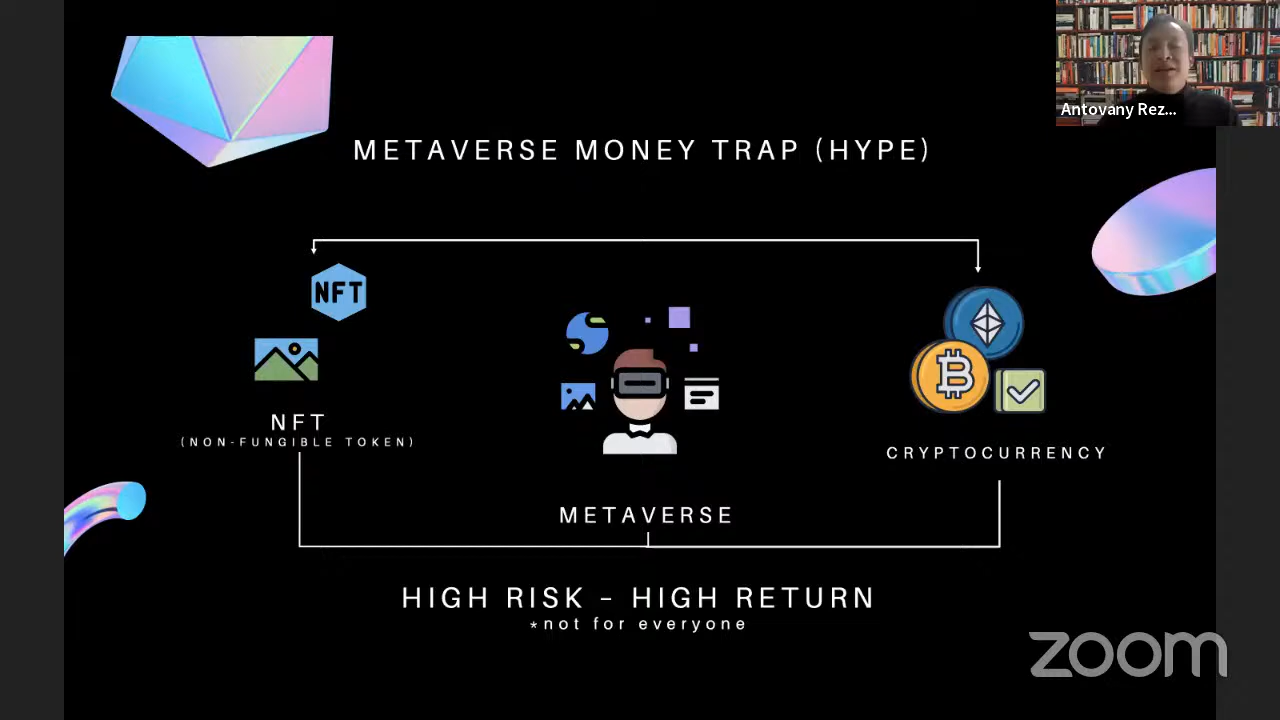 Antovany Rez...
METAVERSE MONEY TRAP (HYPE)
NFT
NFT
(NON-FUNGIBLE TOKEN)
CRYPTOCURRENCY
METAVERSE
HIGH RISK – HIGH RETURN
*not for everyone
zoom